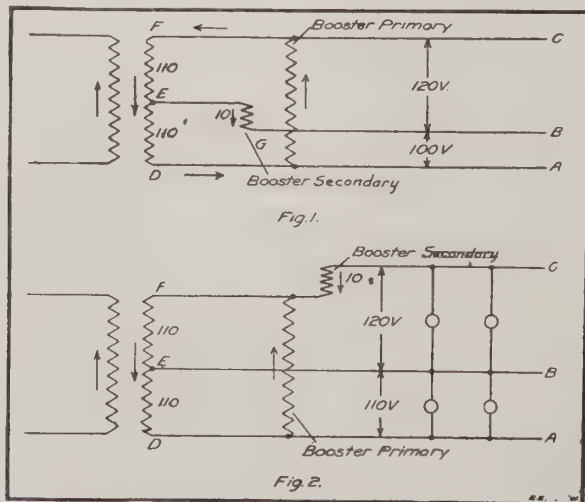 Booster Primary
F
C
110
E
110
10
120V.
B
G
100V
D
A
Booster Secondary
Fig.1.
Booster Secondary
C
F
10
110
120V
E
B
110
110V
D
A
Booster Primary
Fig.2.